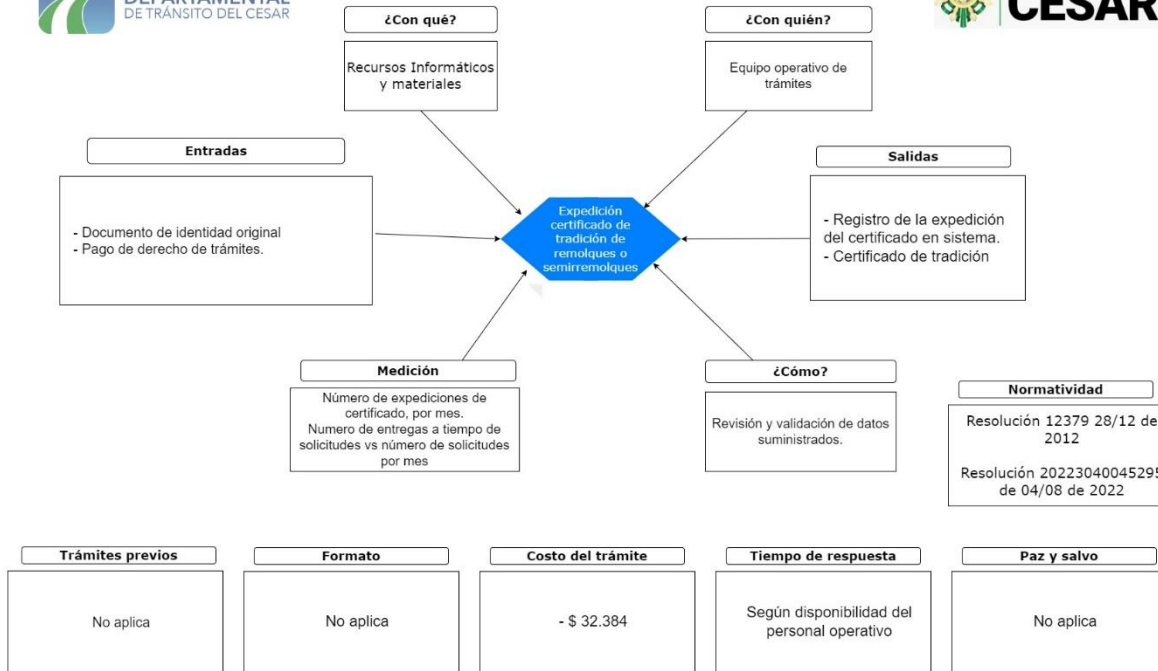 DEPARTAMENTAL
DE TRÁNSITO DEL CESAR
CESAR
¿Con qué?
Recursos Informáticos
y materiales
¿Con quién?
Equipo operativo de
trámites
Entradas
- Documento de identidad original
- Pago de derecho de trámites.
Expedición
certificado de
tradición de
remolques o
semirremolques
Salidas
- Registro de la expedición
del certificado en sistema.
- Certificado de tradición
Medición
Número de expediciones de
certificado, por mes.
Numero de entregas a tiempo de
solicitudes vs número de solicitudes
por mes
¿Cómo?
Revisión y validación de datos
suministrados.
Normatividad
Resolución 12379 28/12 de
2012
Resolución 20223040045295
de 04/08 de 2022
Trámites previos
No aplica
Formato
No aplica
Costo del trámite
- $ 32.384
Tiempo de respuesta
Según disponibilidad del
personal operativo
Paz y salvo
No aplica